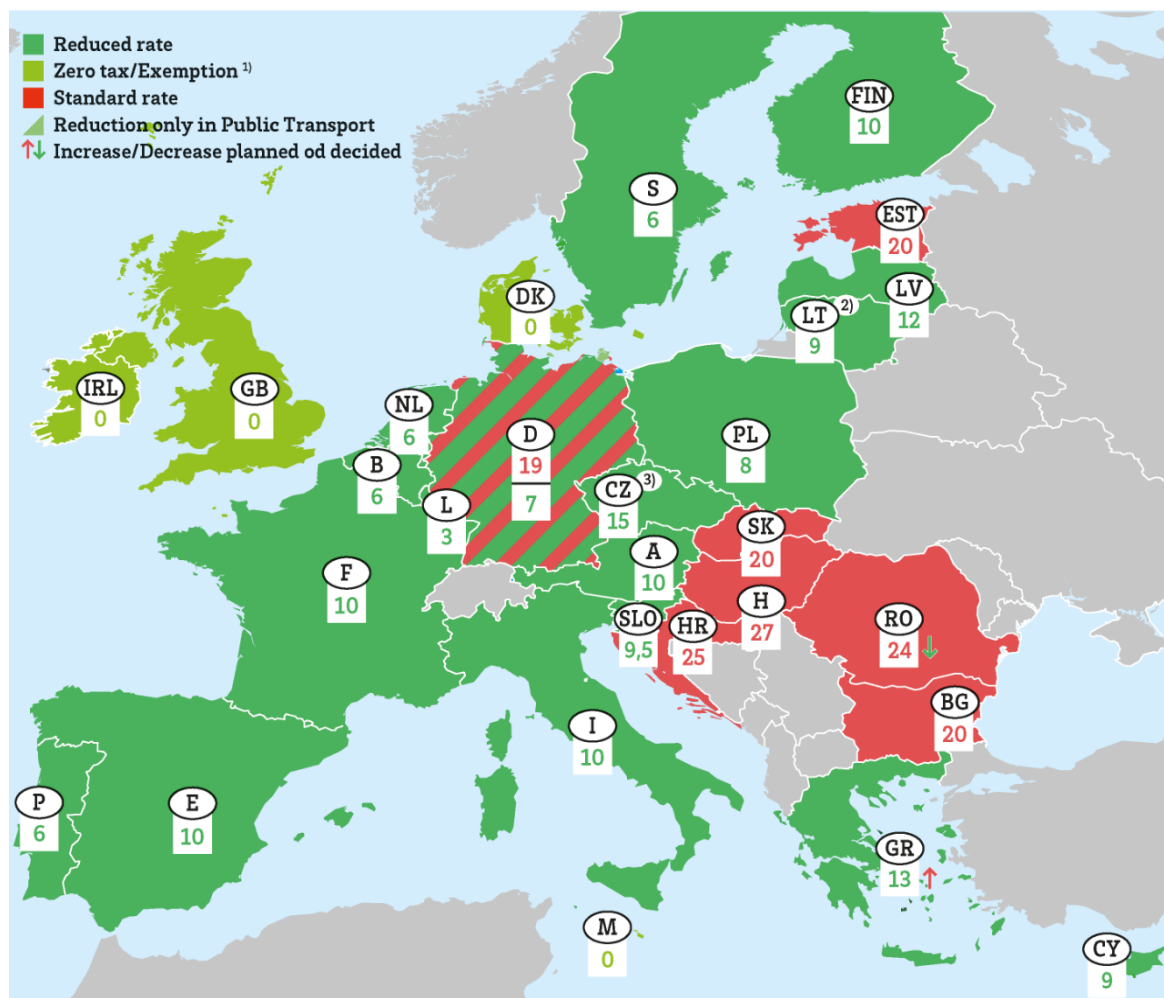 Reduced rate
Zero tax/Exemption 1)
Standard rate
Reduction only in Public Transport
Increase/Decrease planned od decided
FIN
10
S
6
EST
20
LV
12
LT 2)
9
DK
0
IRL
0
GB
0
NL
6
B
6
L
3
D
19
7
PL
8
CZ 3)
15
SK
20
A
10
F
10
H
27
SLO
9,5
HR
25
RO
24
BG
20
I
10
P
6
E
10
GR
13
M
0
CY
9